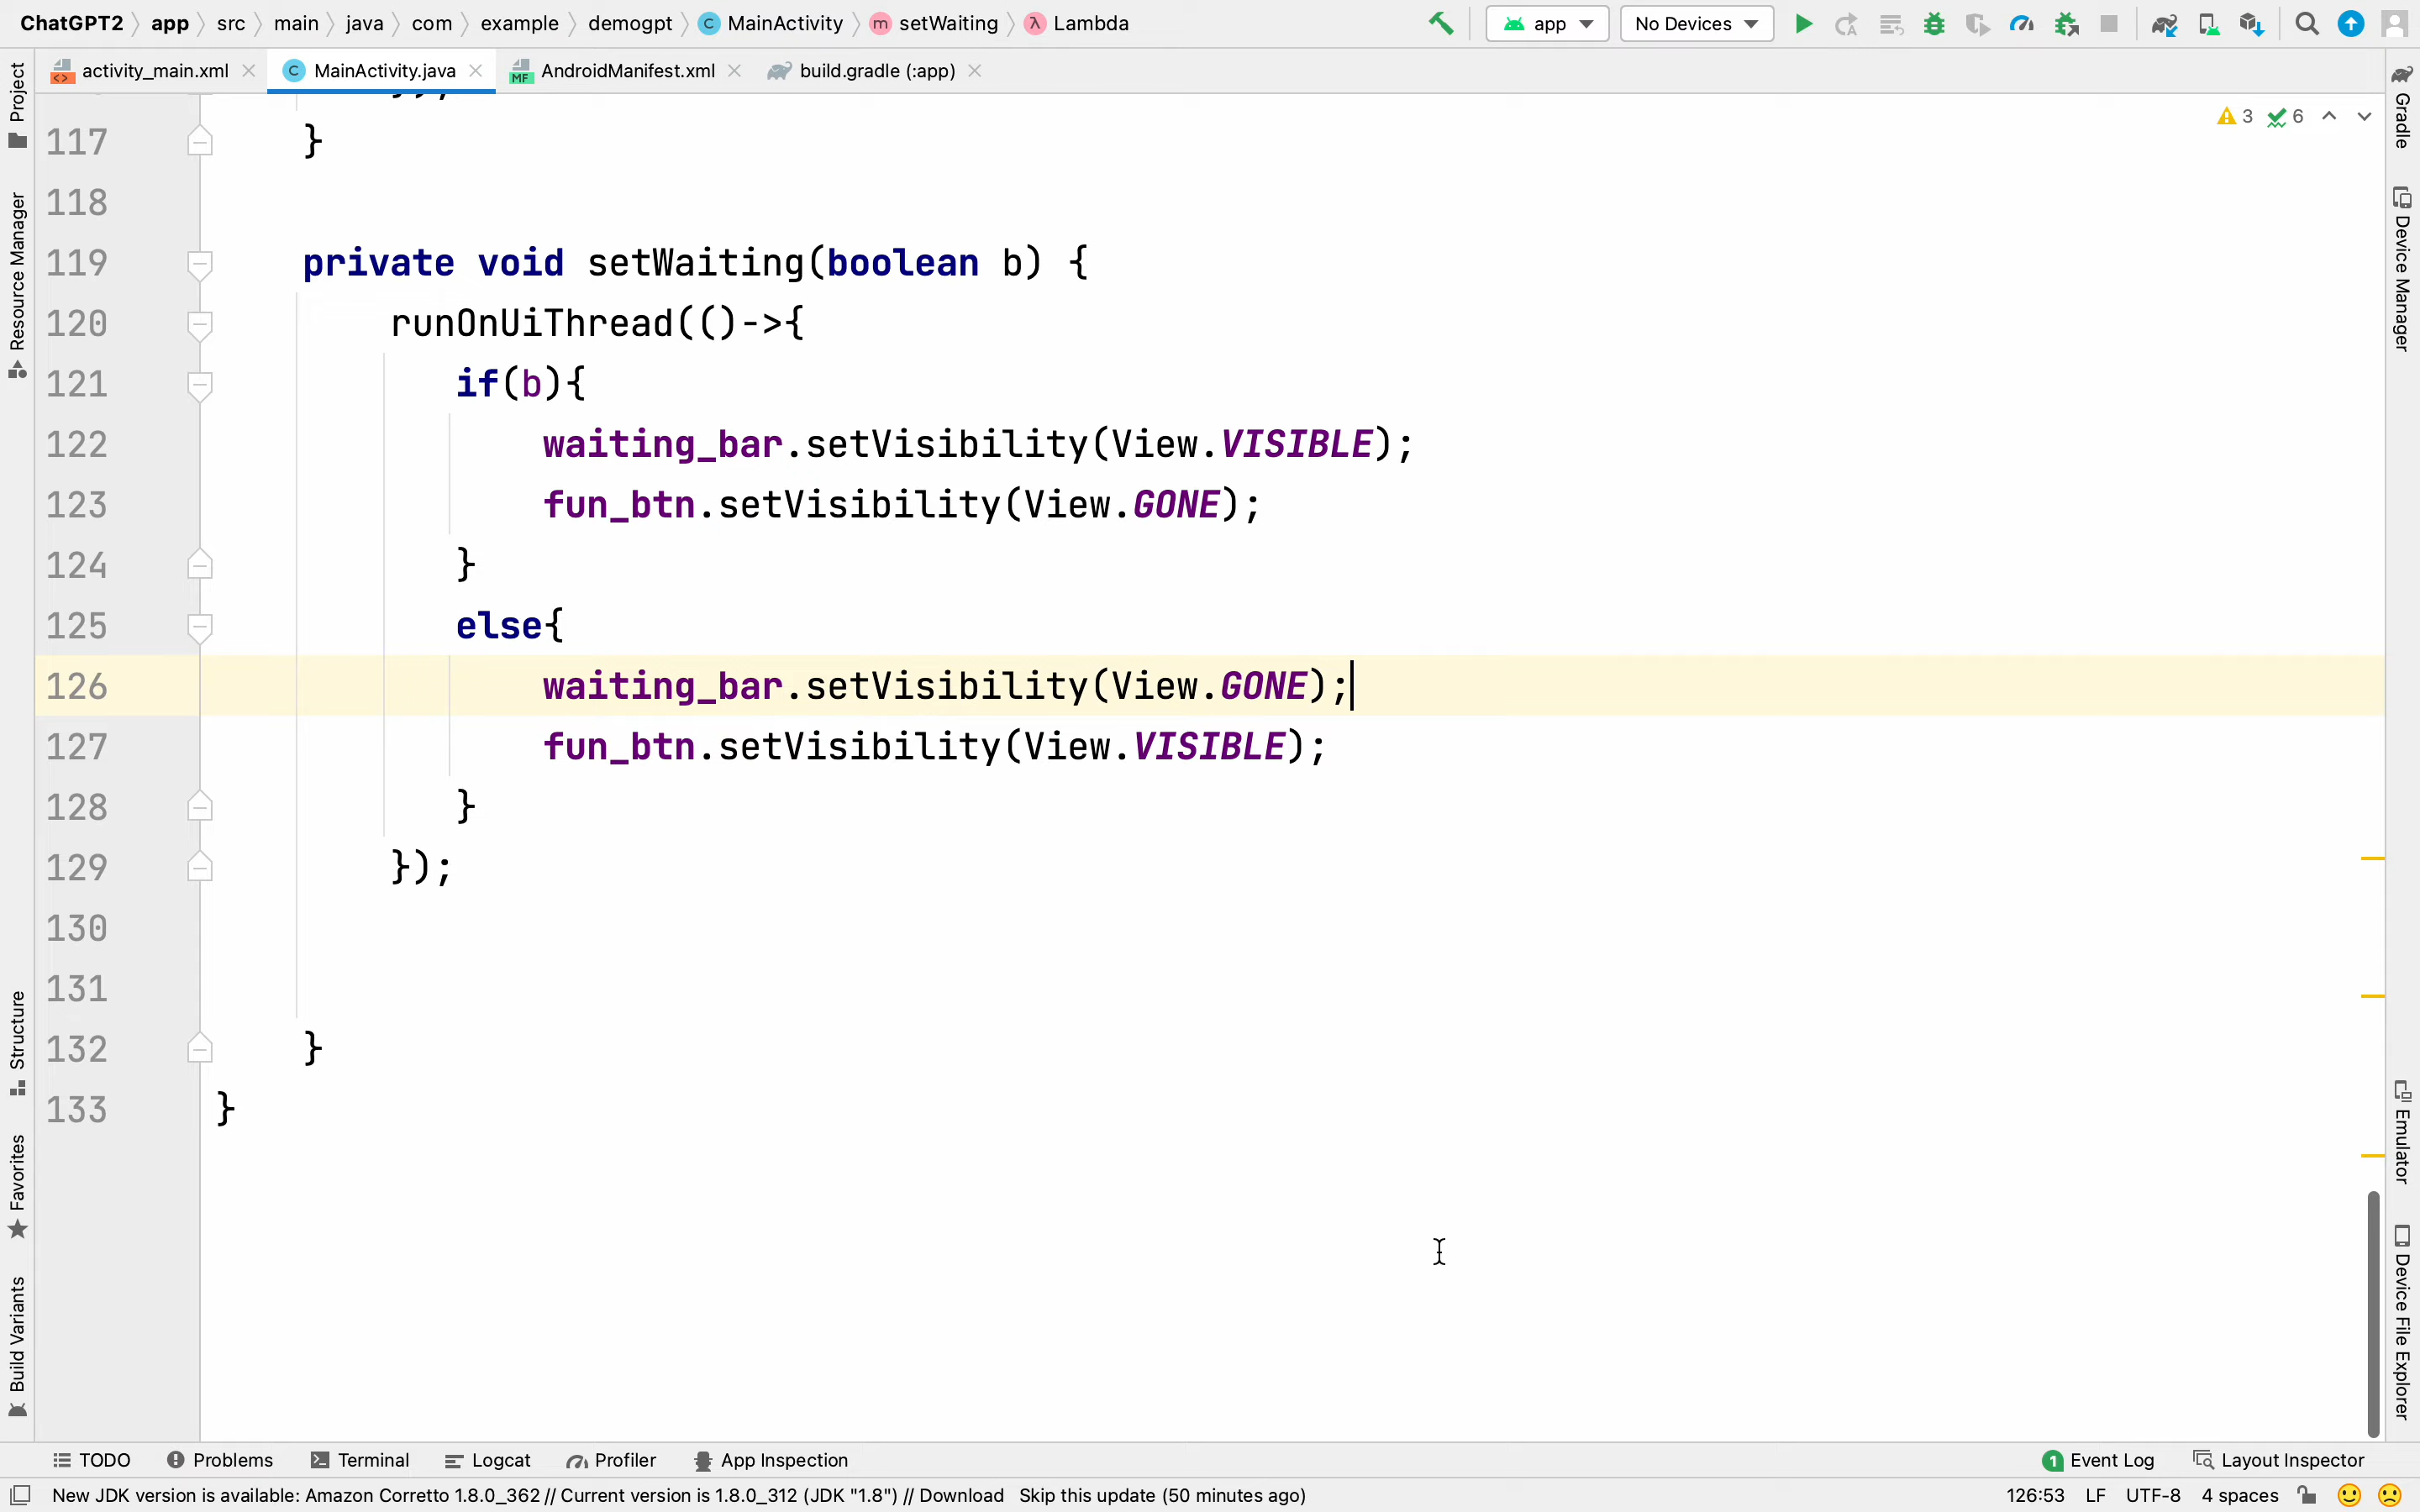 ChatGPT2 app src main java com example demogpt MainActivity setWaiting Lambda app No Devices
activity_main.xml MainActivity.java AndroidManifest.xml build.gradle (:app)
Project
Resource Manager
Structure
Favorites
Build Variants
3 6
117 }
118
119 private void setWaiting(boolean b) {
120 runOnUiThread(()->{
121 if(b){
122 waiting_bar.setVisibility(View.VISIBLE);
123 fun_btn.setVisibility(View.GONE);
124 }
125 else{
126 waiting_bar.setVisibility(View.GONE);
127 fun_btn.setVisibility(View.VISIBLE);
128 }
129 });
130
131
132 }
133 }
Gradle
Device Manager
Emulator
Device File Explorer
TODO Problems Terminal Logcat Profiler App Inspection 1 Event Log Layout Inspector
New JDK version is available: Amazon Corretto 1.8.0_362 // Current version is 1.8.0_312 (JDK "1.8") // Download Skip this update (50 minutes ago) 126:53 LF UTF-8 4 spaces